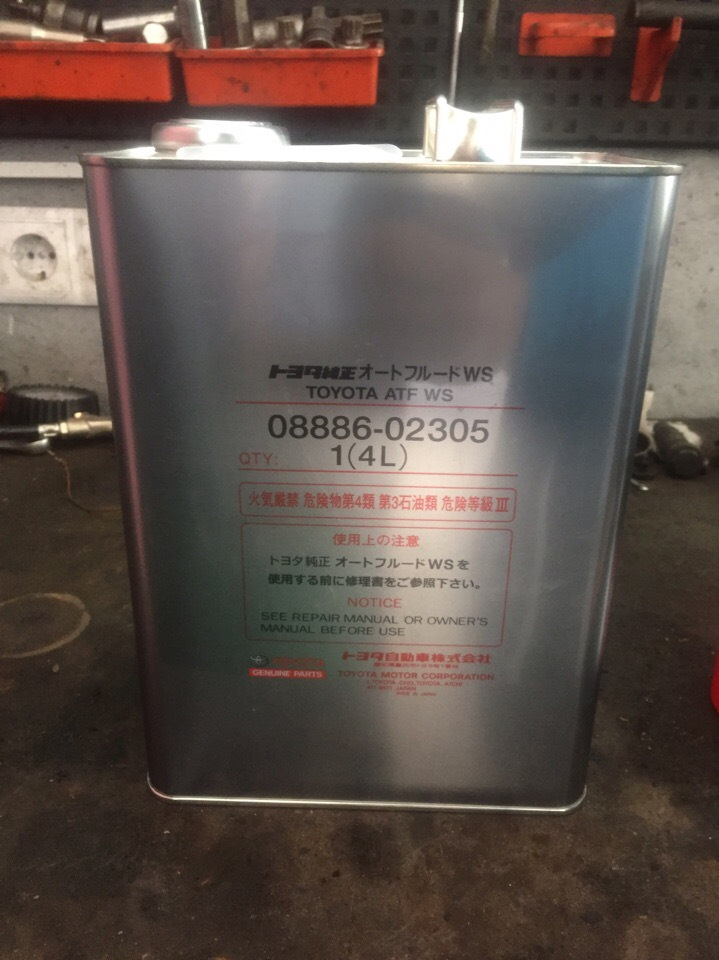 トヨタ純正 オートフルードWS
TOYOTA ATF WS
08886-02305
QTY: 1(4L)
火気厳禁 危険物第4類 第3石油類 危険等級Ⅲ
使用上の注意
トヨタ純正 オートフルードWSを
使用する前に修理書をご参照下さい。
NOTICE
SEE REPAIR MANUAL OR OWNER'S
MANUAL BEFORE USE
GENUINE PARTS
トヨタ自動車株式会社
TOYOTA MOTOR CORPORATION